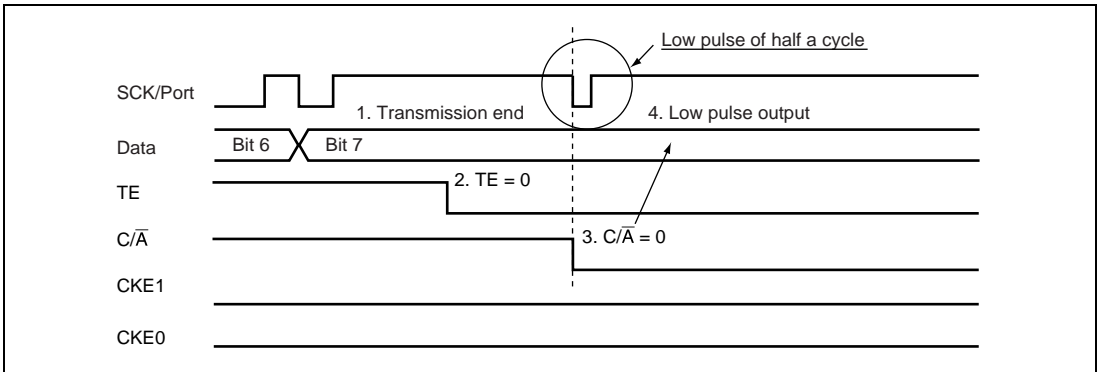 Low pulse of half a cycle
SCK/Port
1. Transmission end
4. Low pulse output
Data
Bit 6
Bit 7
TE
2. TE = 0
C/A̅
3. C/A̅ = 0
CKE1
CKE0